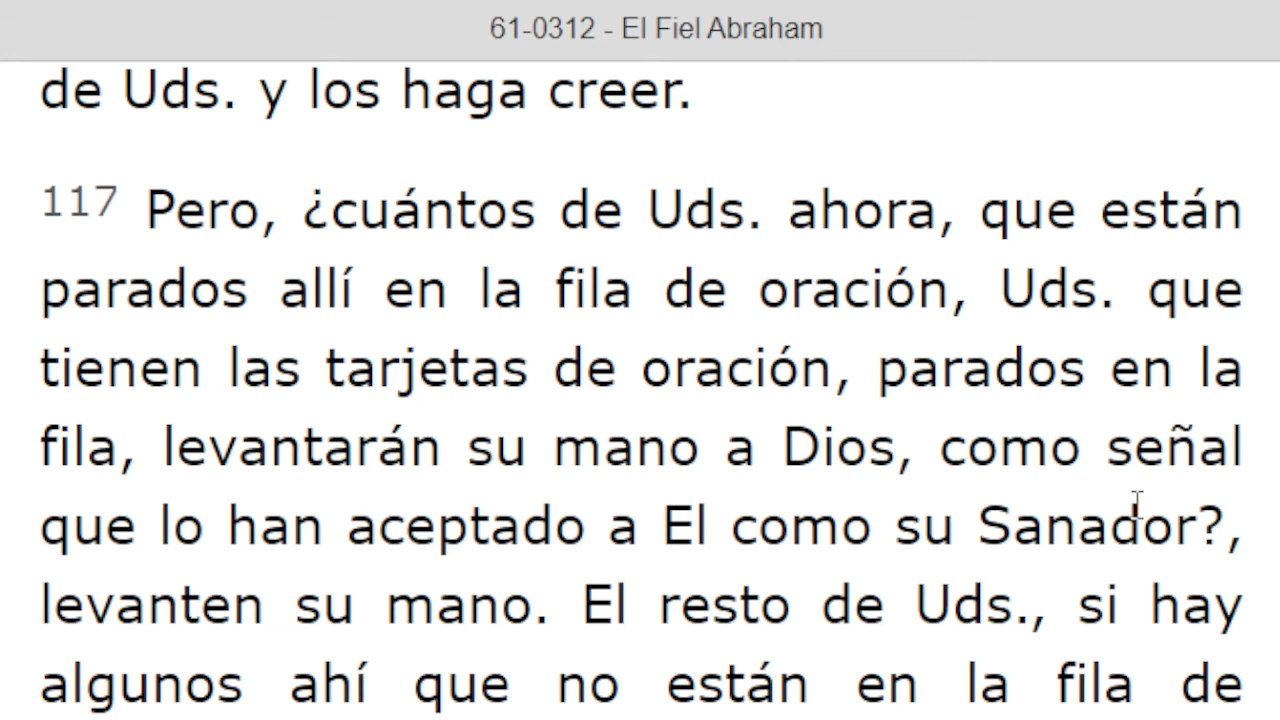 61-0312 - El Fiel Abraham
de Uds. y los haga creer.
117 Pero, ¿cuántos de Uds. ahora, que están
parados allí en la fila de oración, Uds. que
tienen las tarjetas de oración, parados en la
fila, levantarán su mano a Dios, como señal
que lo han aceptado a El como su Sanador?,
levanten su mano. El resto de Uds., si hay
algunos ahí que no están en la fila de